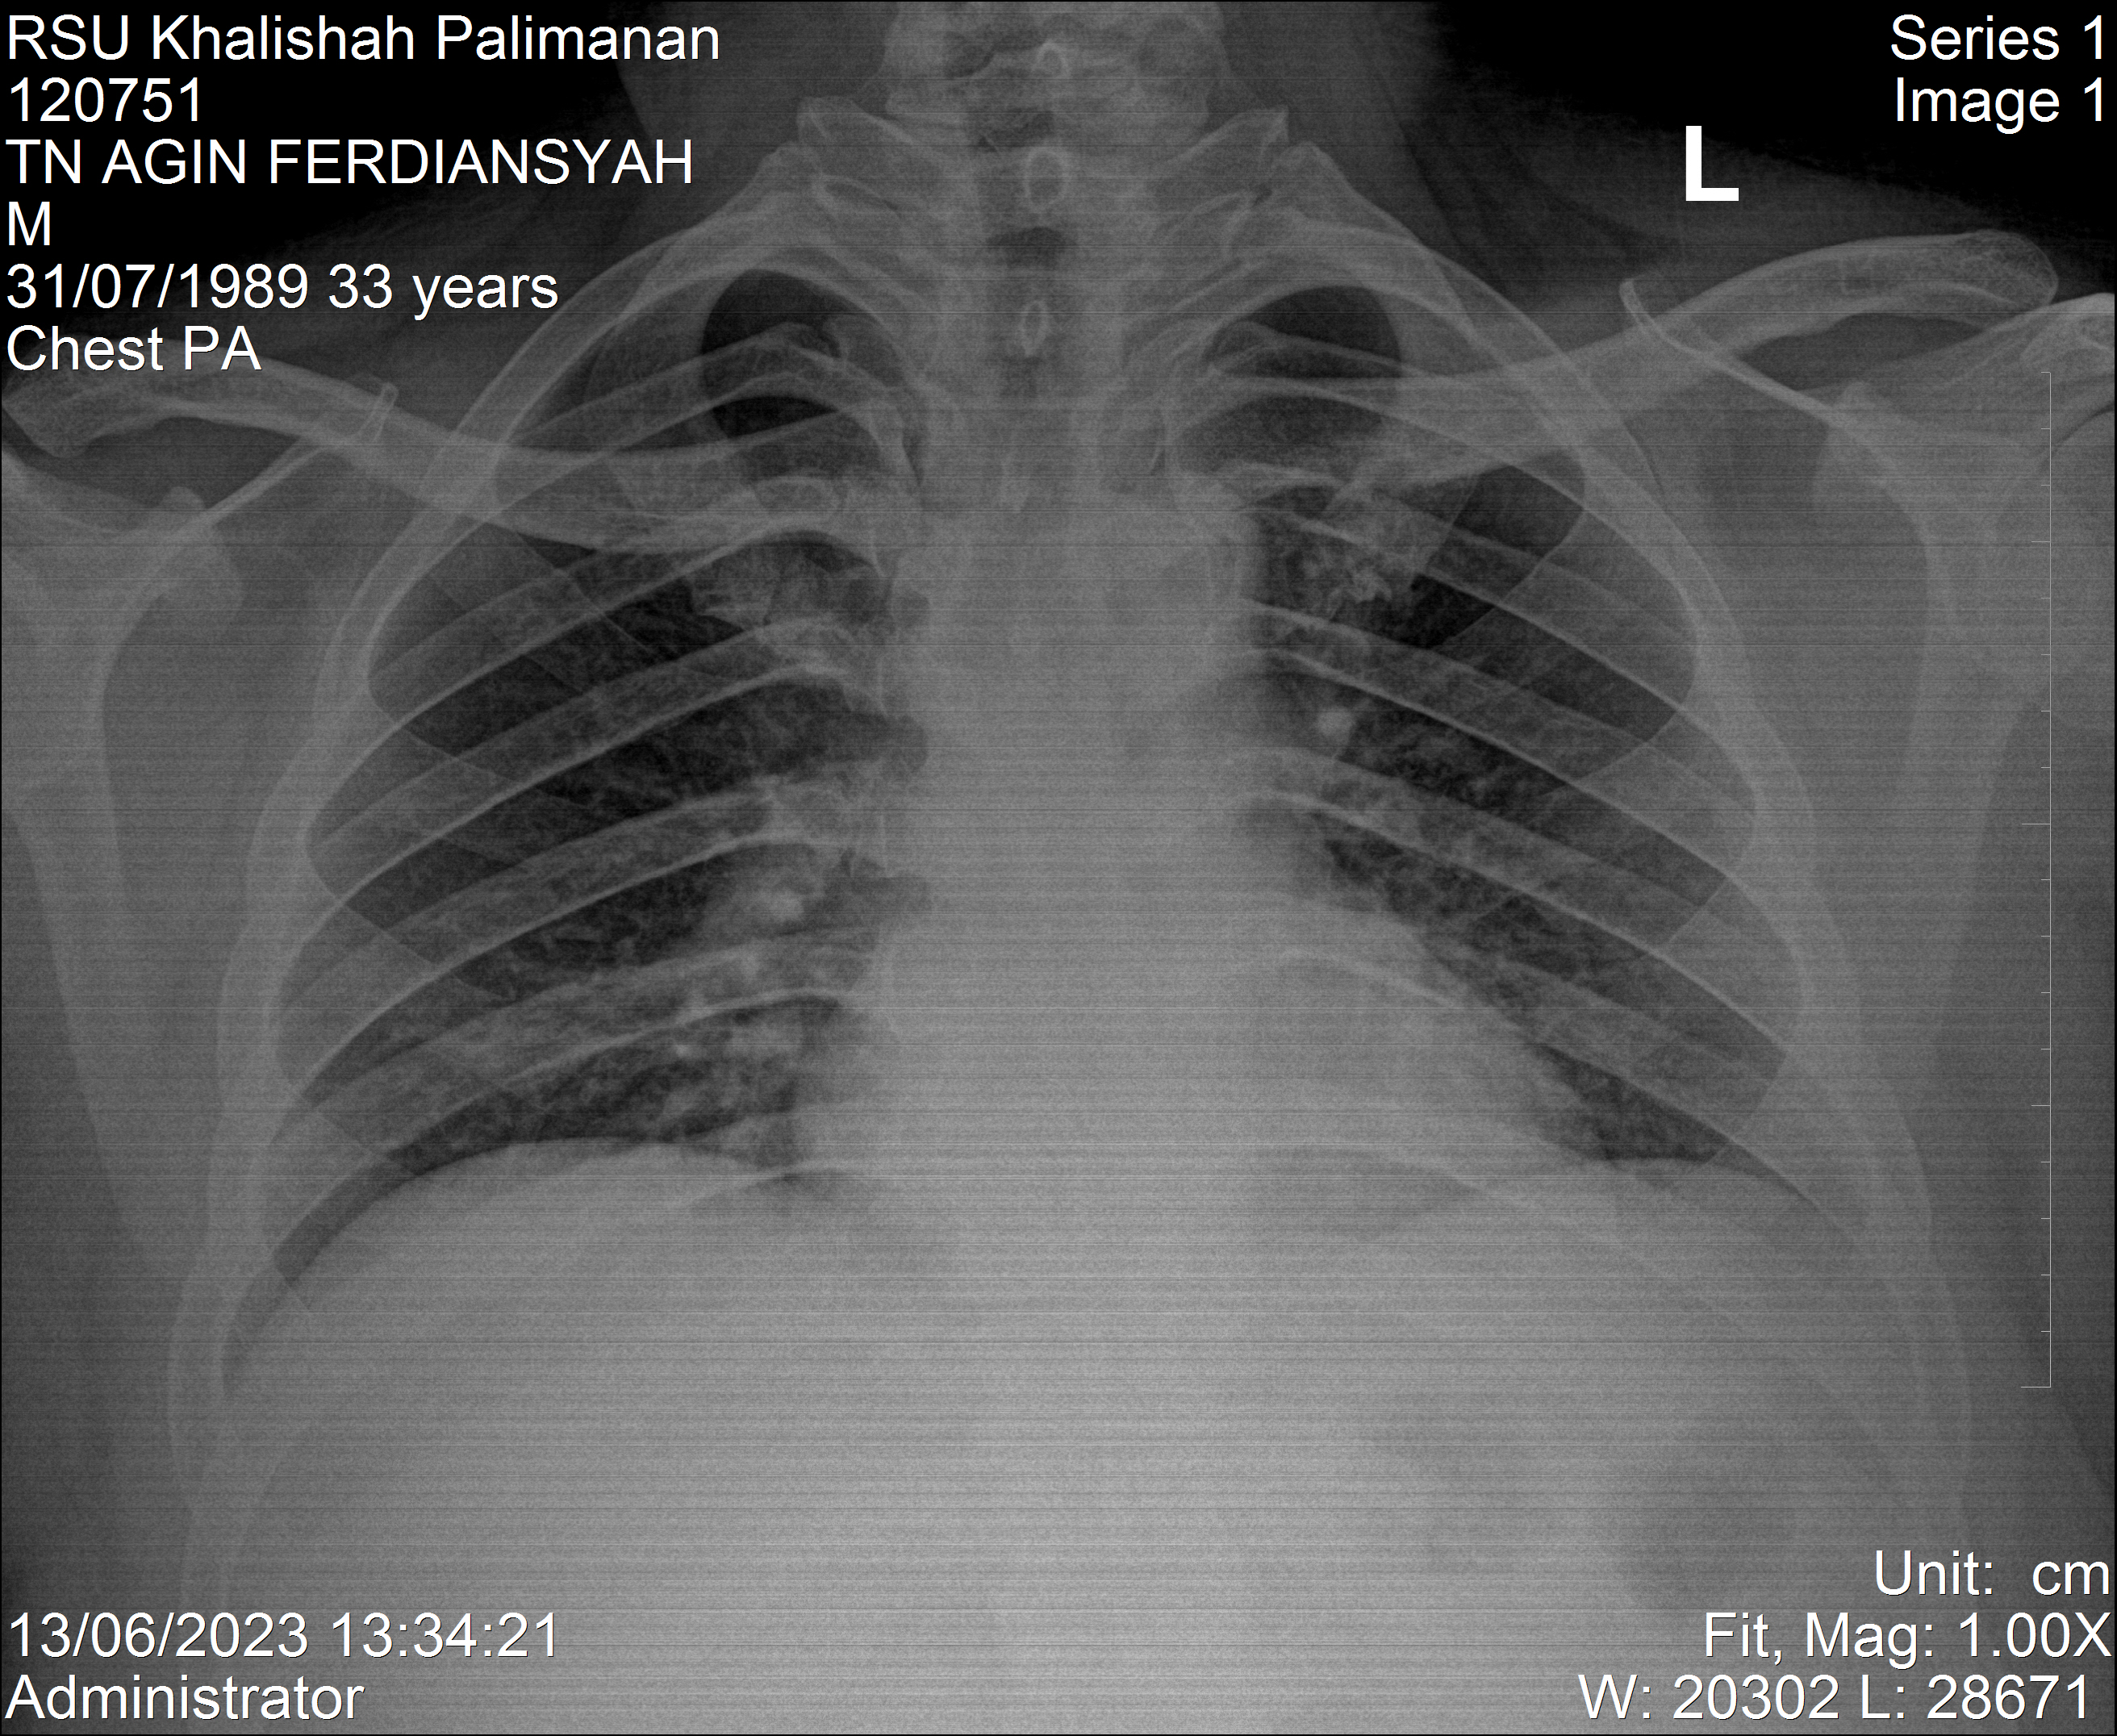 RSU Khalishah Palimanan
120751
TN AGIN FERDIANSYAH
M
31/07/1989 33 years
Chest PA
Series 1
Image 1
L
13/06/2023 13:34:21
Administrator
Unit: cm
Fit, Mag: 1.00X
W: 20302 L: 28671